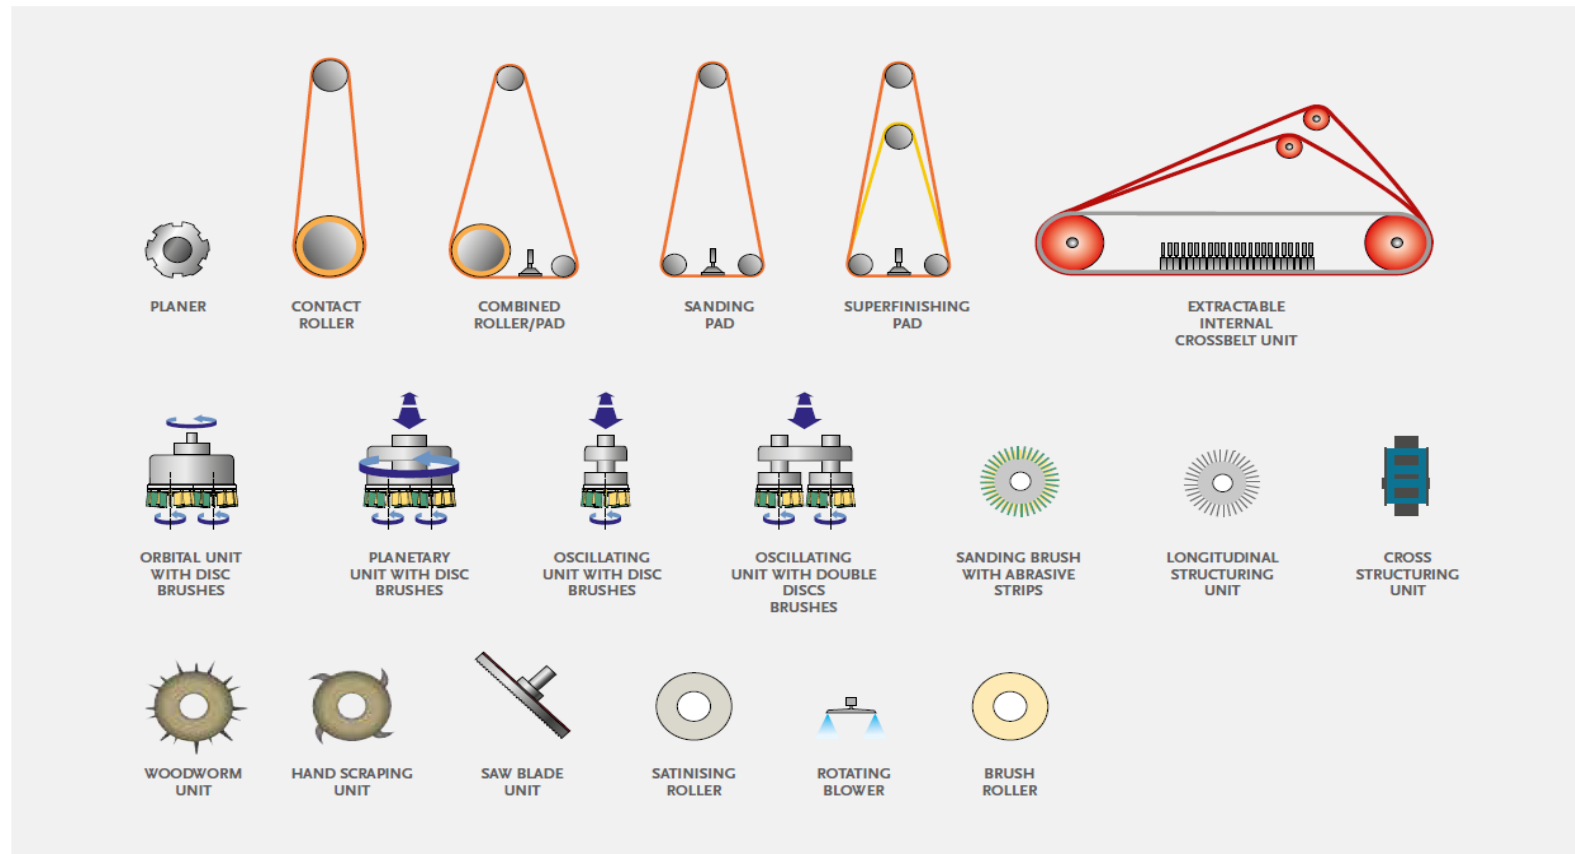 PLANER
CONTACT
ROLLER
COMBINED
ROLLER/PAD
SANDING
PAD
SUPERFINISHING
PAD
EXTRACTABLE
INTERNAL
CROSSBELT UNIT
ORBITAL UNIT
WITH DISC
BRUSHES
PLANETARY
UNIT WITH DISC
BRUSHES
OSCILLATING
UNIT WITH DISC
BRUSHES
OSCILLATING
UNIT WITH DOUBLE
DISCS
BRUSHES
SANDING BRUSH
WITH ABRASIVE
STRIPS
LONGITUDINAL
STRUCTURING
UNIT
CROSS
STRUCTURING
UNIT
WOODWORM
UNIT
HAND SCRAPING
UNIT
SAW BLADE
UNIT
SATINISING
ROLLER
ROTATING
BLOWER
BRUSH
ROLLER